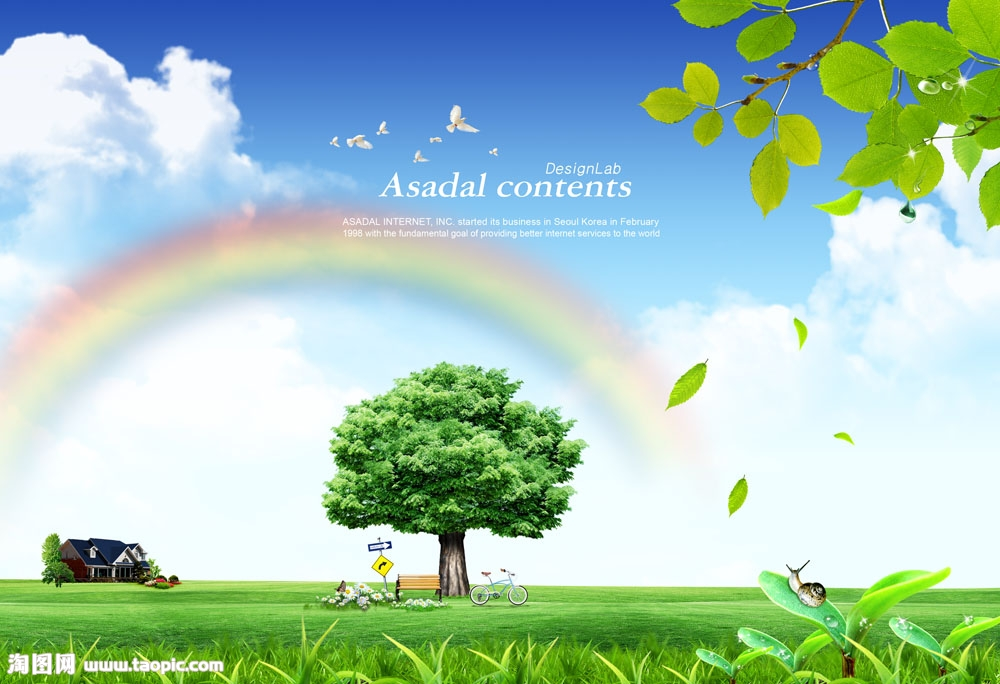 DesignLab
Asadal contents
ASADAL INTERNET, INC. started its business in Seoul Korea in February
1998 with the fundamental goal of providing better internet services to the world
淘图网 www.taopic.com